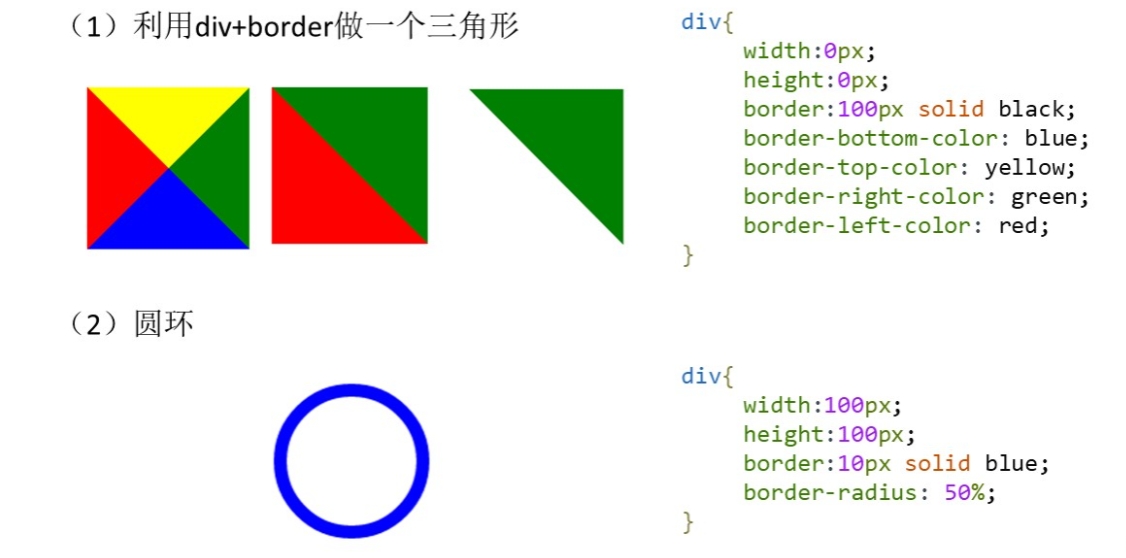 （1）利用div+border做一个三角形
div{
width:0px;
height:0px;
border:100px solid black;
border-bottom-color: blue;
border-top-color: yellow;
border-right-color: green;
border-left-color: red;
}
（2）圆环
div{
width:100px;
height:100px;
border:10px solid blue;
border-radius: 50%;
}